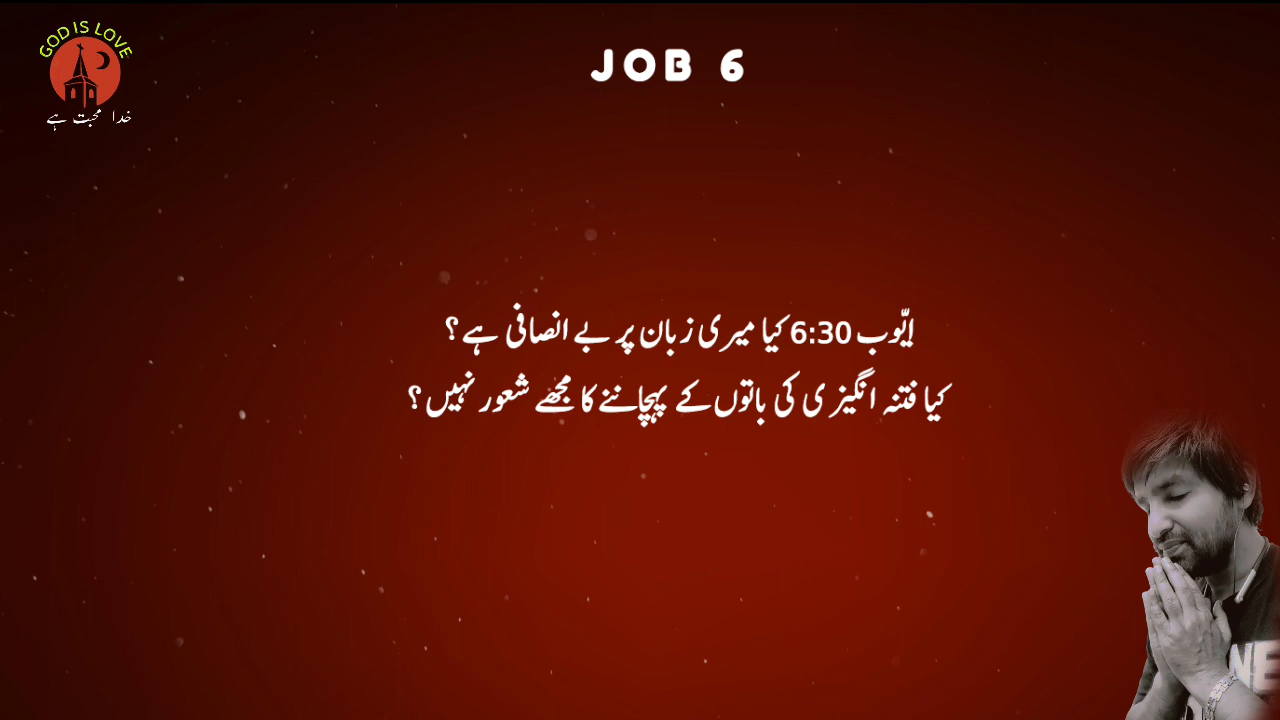 GOD IS LOVE
خدا محبت ہے
JOB 6
ایّوب 6:30 کیا میری زبان پر بے انصافی ہے؟
کیا فتنہ انگیزی کی باتوں کے پہچاننے کا مجھے شعور نہیں؟
NE